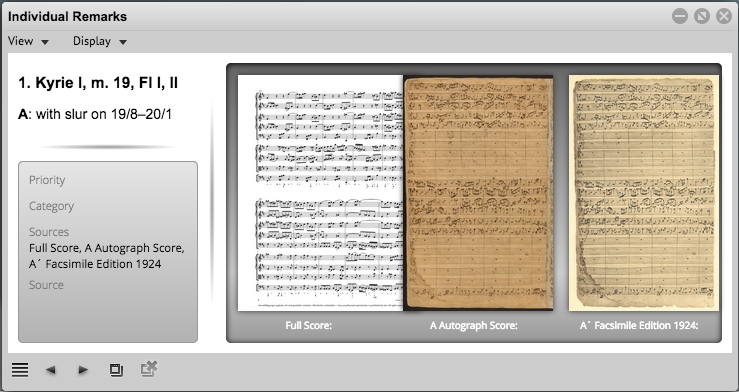 Individual Remarks
View
Display
1. Kyrie I, m. 19, Fl I, II
A: with slur on 19/8–20/1
Priority
Category
Sources
Full Score, A Autograph Score,
A´ Facsimile Edition 1924
Source
Full Score:
A Autograph Score:
A´ Facsimile Edition 1924: